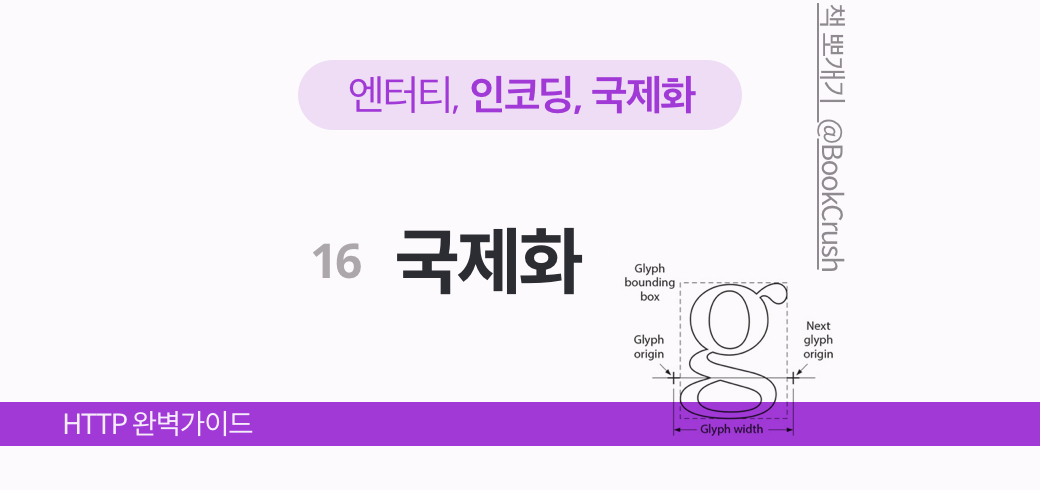 엔터티, 인코딩, 국제화
책 뽀개기 @BookCrush
16 국제화
Glyph
bounding
box
Glyph
origin
Next
glyph
origin
g
HTTP 완벽가이드
Glyph width